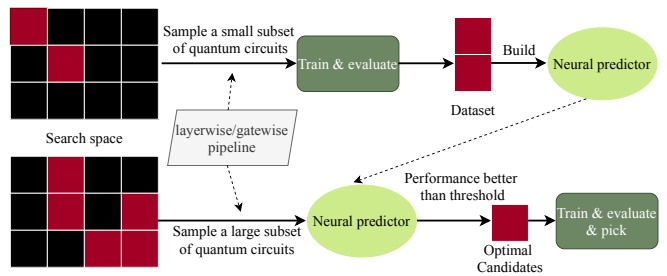 Sample a small subset
of quantum circuits
Train & evaluate
Build
Neural predictor
Dataset
Search space
layerwise/gatewise
pipeline
Sample a large subset
of quantum circuits
Neural predictor
Performance better
than threshold
Optimal
Candidates
Train & evaluate
& pick